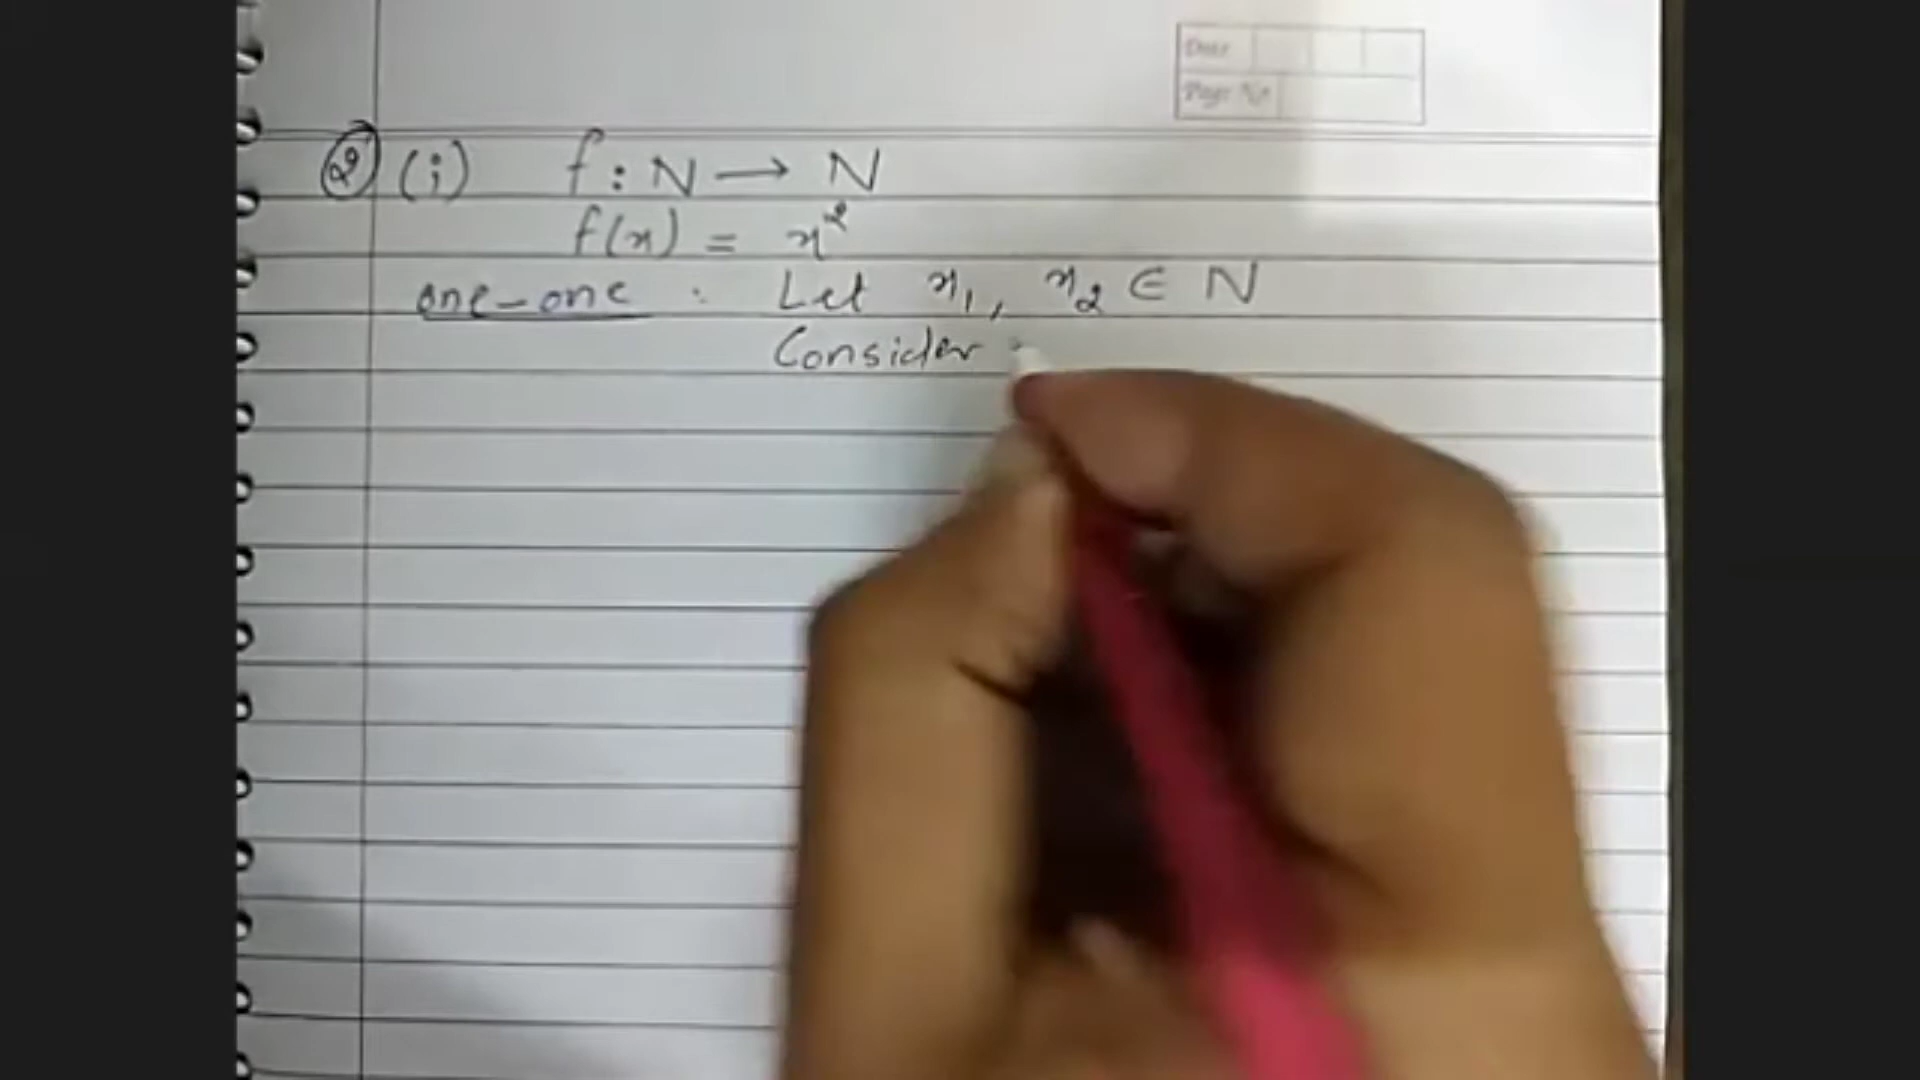 Date
Page No
(2) (i) f : N → N
f(x) = x²
one-one : Let x₁, x₂ ∈ N
Consider :